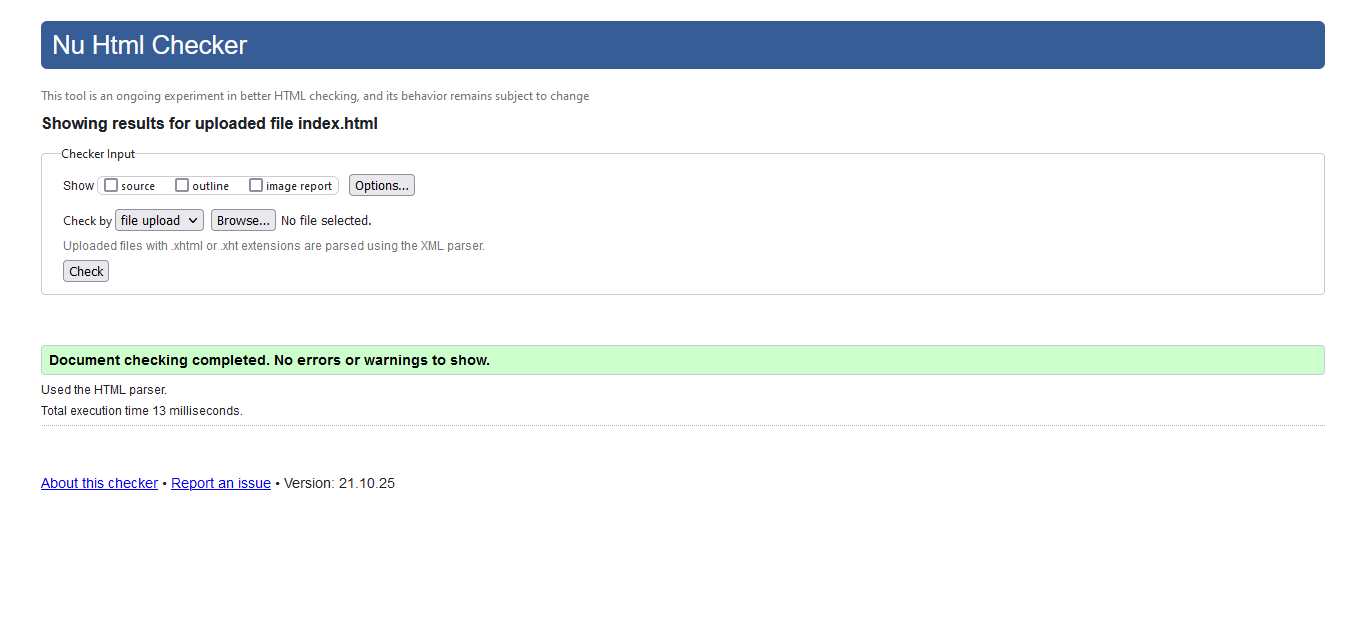 Nu Html Checker
This tool is an ongoing experiment in better HTML checking, and its behavior remains subject to change
Showing results for uploaded file index.html
Checker Input
Show source outline image report Options...
Check by file upload Browse... No file selected.
Uploaded files with .xhtml or .xht extensions are parsed using the XML parser.
Check
Document checking completed. No errors or warnings to show.
Used the HTML parser.
Total execution time 13 milliseconds.
About this checker • Report an issue • Version: 21.10.25